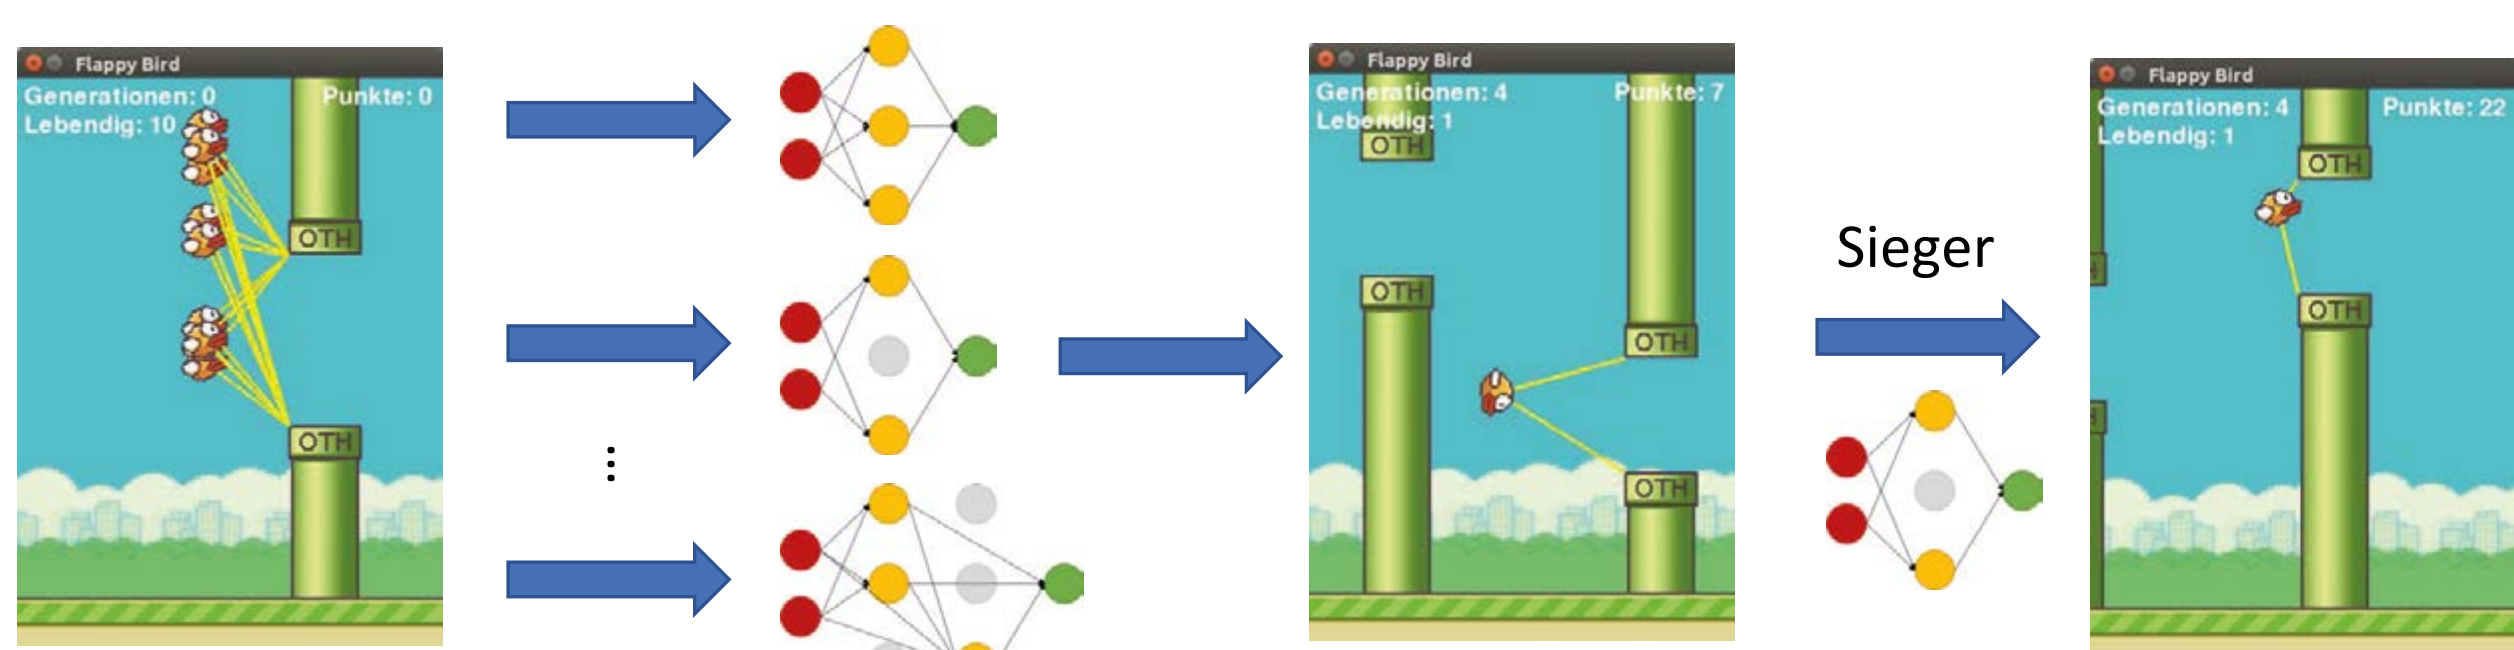 Flappy Bird
Generationen: 0 Punkte: 0
Lebendig: 10
OTH
OTH
Flappy Bird
Generationen: 4 Punkte: 7
Lebendig: 1
OTH
OTH
OTH
OTH
Sieger
Flappy Bird
Generationen: 4 Punkte: 22
Lebendig: 1
OTH
H
OTH